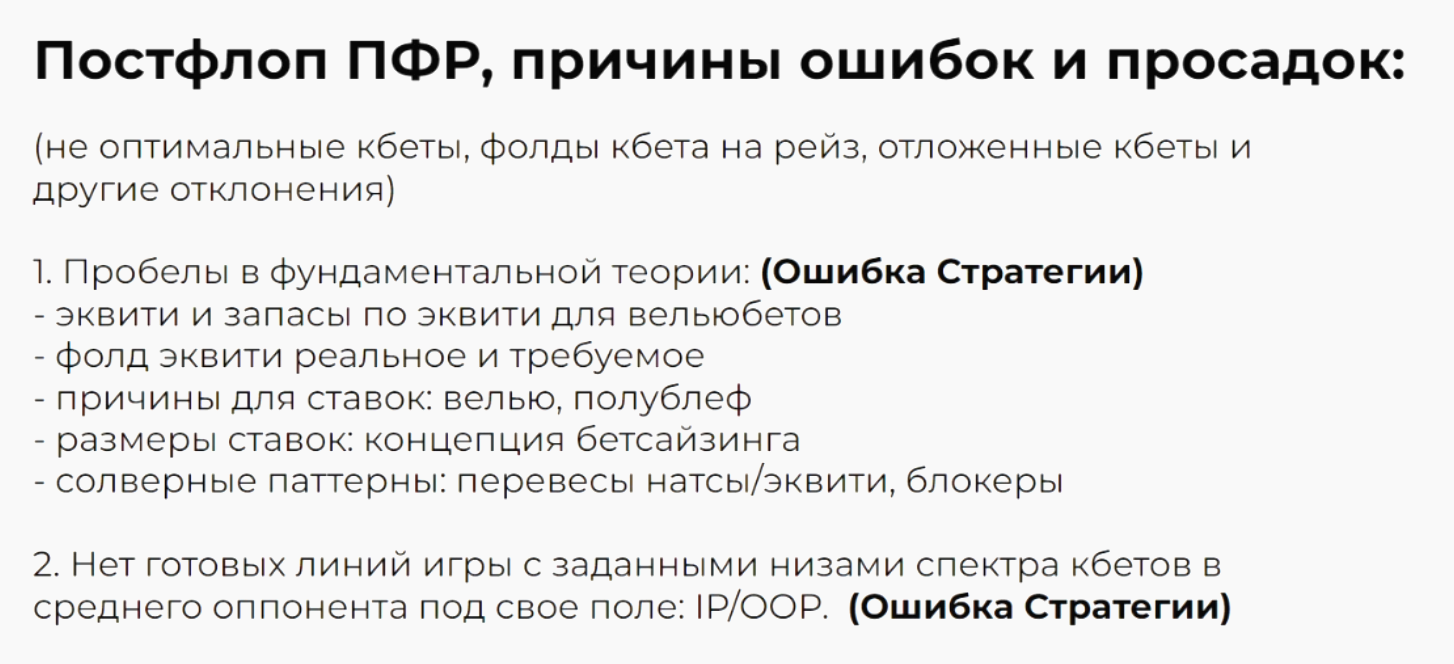 Постфлоп ПФР, причины ошибок и просадок:
(не оптимальные кбеты, фолды кбета на рейз, отложенные кбеты и
другие отклонения)
1. Пробелы в фундаментальной теории: (Ошибка Стратегии)
- эквити и запасы по эквити для вельюбетов
- фолд эквити реальное и требуемое
- причины для ставок: велью, полублеф
- размеры ставок: концепция бетсайзинга
- солверные паттерны: перевесы натсы/эквити, блокеры
2. Нет готовых линий игры с заданными низами спектра кбетов в
среднего оппонента под свое поле: IP/OOP. (Ошибка Стратегии)